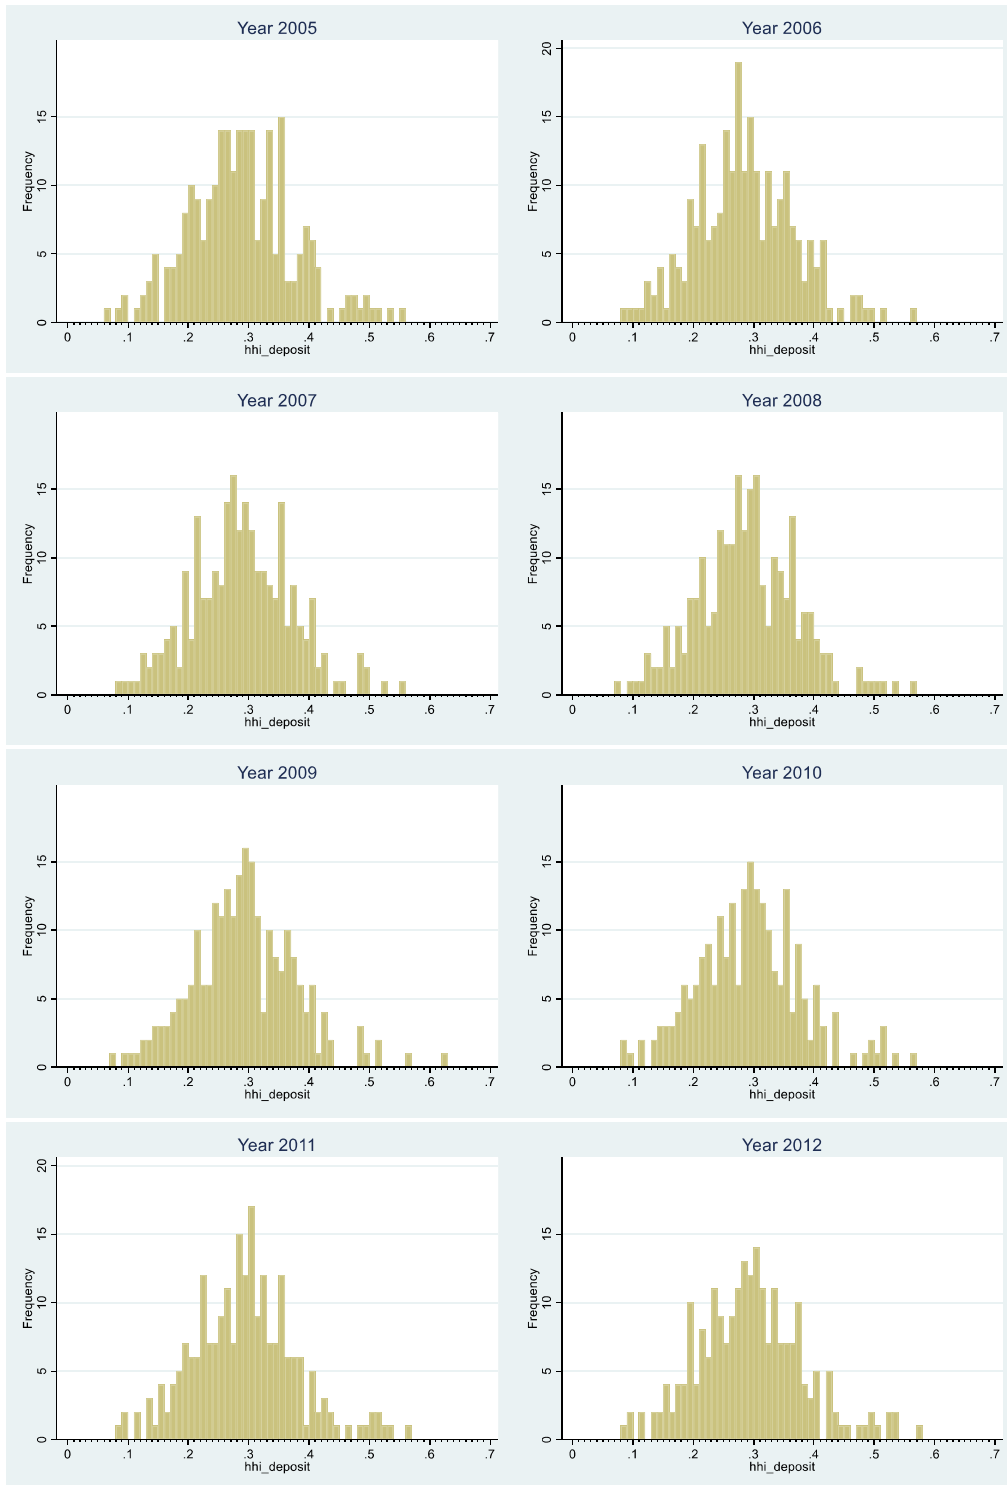 Year 2005
Year 2006
Frequency
0 5 10 15
0 .1 .2 .3 .4 .5 .6 .7
hhi_deposit
Frequency
0 5 10 15 20
0 .1 .2 .3 .4 .5 .6 .7
hhi_deposit
Year 2007
Year 2008
Frequency
0 5 10 15
0 .1 .2 .3 .4 .5 .6 .7
hhi_deposit
Frequency
0 5 10 15
0 .1 .2 .3 .4 .5 .6 .7
hhi_deposit
Year 2009
Year 2010
Frequency
0 5 10 15
0 .1 .2 .3 .4 .5 .6 .7
hhi_deposit
Frequency
0 5 10 15
0 .1 .2 .3 .4 .5 .6 .7
hhi_deposit
Year 2011
Year 2012
Frequency
0 5 10 15 20
0 .1 .2 .3 .4 .5 .6 .7
hhi_deposit
Frequency
0 5 10 15
0 .1 .2 .3 .4 .5 .6 .7
hhi_deposit